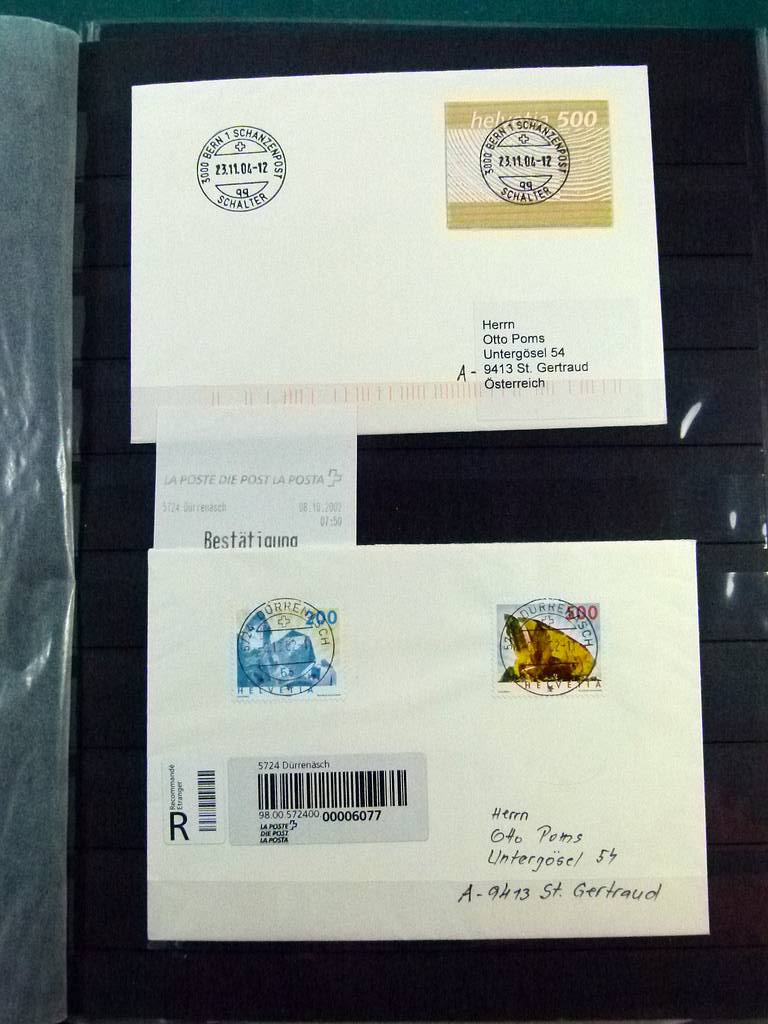 3000 BERN 1 SCHANZENPOST
23.11.04-12
99
SCHALTER
helvetia 500
3000 BERN 1 SCHANZENPOST
23.11.04-12
99
SCHALTER
Herrn
Otto Poms
Untergösel 54
A- 9413 St. Gertraud
Österreich
LA POSTE DIE POST LA POSTA
5724 Dürrenäsch 08.10.2002
07:50
Bestätigung
200
5724 DÜRRENÄSCH
HELVETIA
500
5724 DÜRRENÄSCH
HELVETIA
Recommandé
Etranger
R
5724 Dürrenäsch
98.00.572400.00006077
LA POSTE
DIE POST
LA POSTA
Herrn
Otto Poms
Untergösel 54
A-9413 St. Gertraud